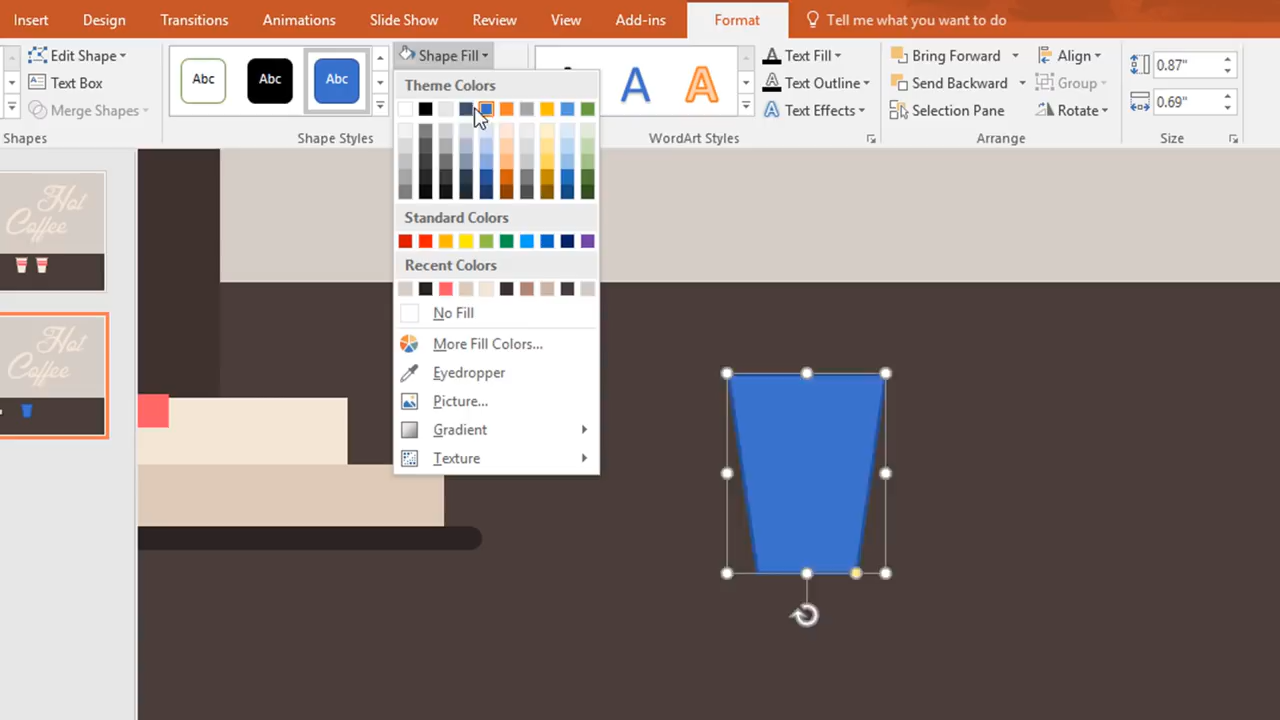 Insert Design Transitions Animations Slide Show Review View Add-ins Format Tell me what you want to do
Edit Shape
Text Box
Merge Shapes
Shapes
Abc Abc Abc
Shape Styles
Shape Fill
Theme Colors
Standard Colors
Recent Colors
No Fill
More Fill Colors...
Eyedropper
Picture...
Gradient
Texture
A A
WordArt Styles
Text Fill
Text Outline
Text Effects
Bring Forward
Send Backward
Selection Pane
Align
Group
Rotate
Arrange
0.87"
0.69"
Size
Hot
Coffee
Hot
Coffee